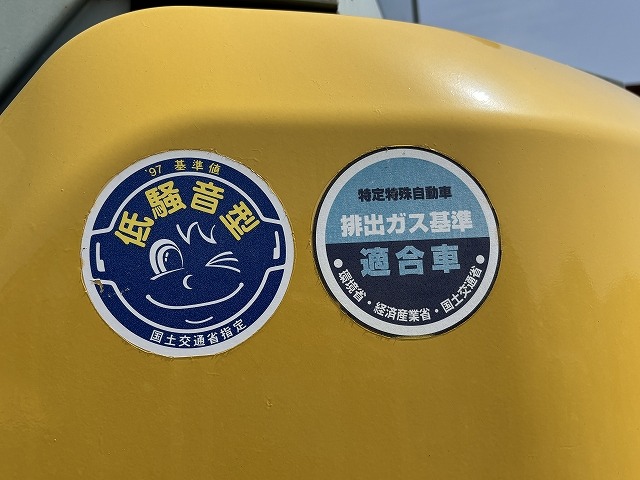 '97 基準値
低騒音型
国土交通省指定
特定特殊自動車
排出ガス基準
適合車
●環境省・経済産業省・国土交通省●